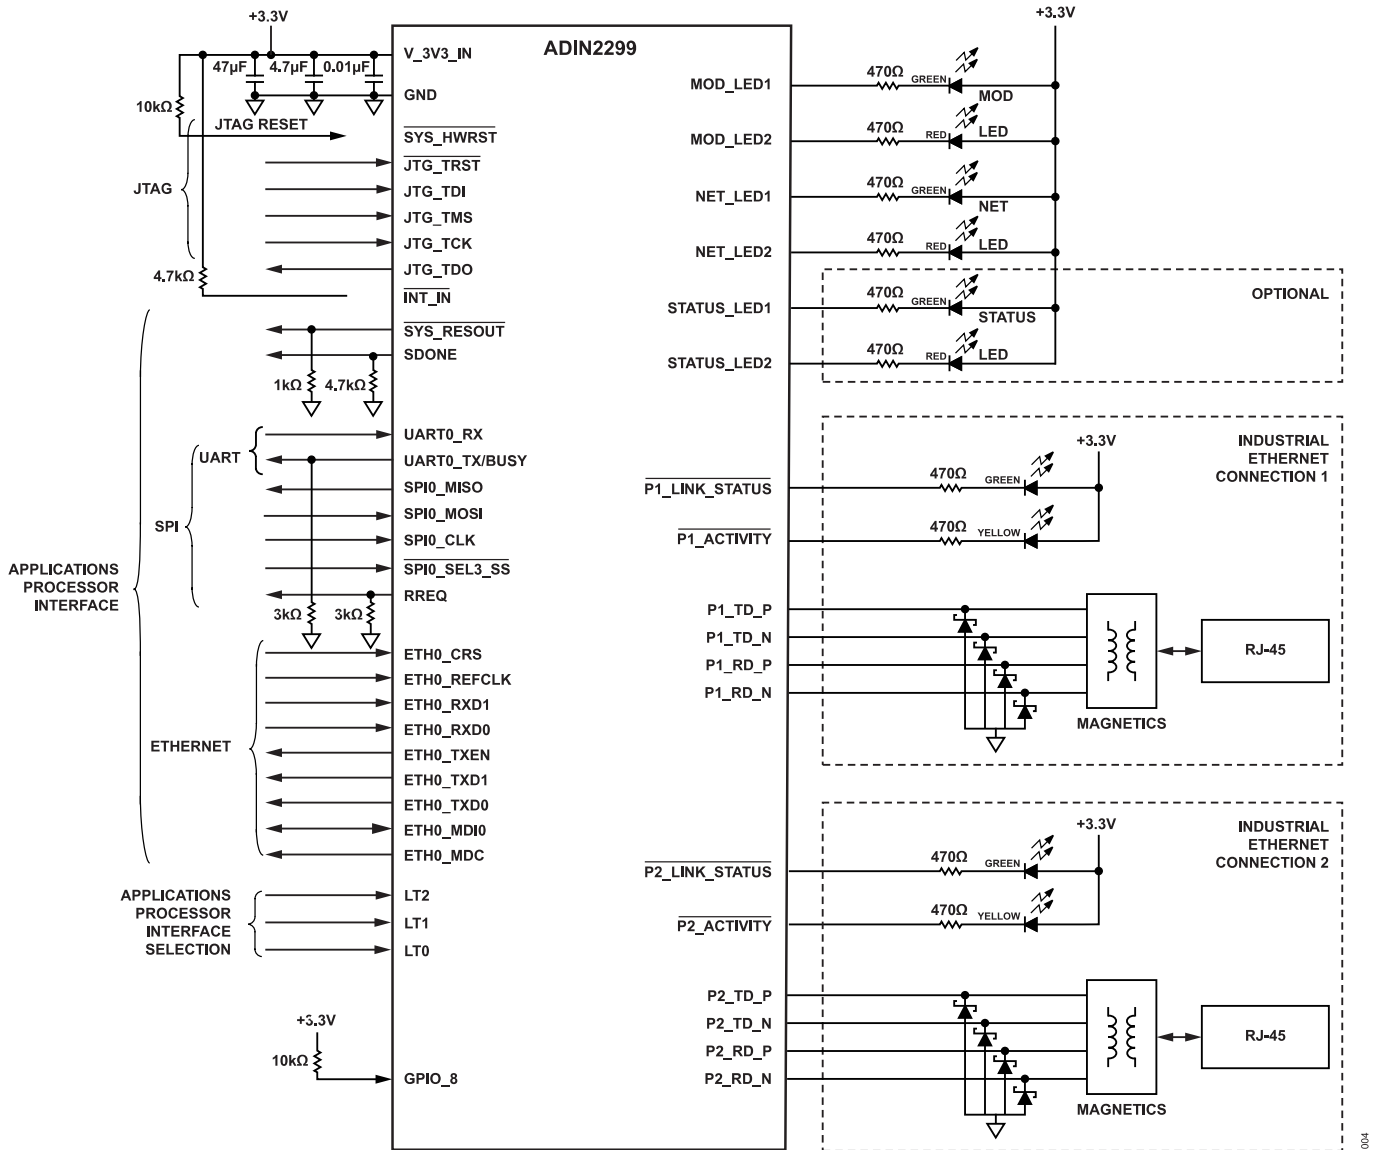 +3.3V
47µF
4.7µF
0.01µF
10kΩ
JTAG RESET
JTAG
4.7kΩ
ADIN2299
V_3V3_IN
GND
SYS_HWRST
JTG_TRST
JTG_TDI
JTG_TMS
JTG_TCK
JTG_TDO
INT_IN
SYS_RESOUT
SDONE
1kΩ
4.7kΩ
UART
SPI
UART0_RX
UART0_TX/BUSY
SPI0_MISO
SPI0_MOSI
SPI0_CLK
SPI0_SEL3_SS
RREQ
3kΩ
3kΩ
APPLICATIONS
PROCESSOR
INTERFACE
ETHERNET
ETH0_CRS
ETH0_REFCLK
ETH0_RXD1
ETH0_RXD0
ETH0_TXEN
ETH0_TXD1
ETH0_TXD0
ETH0_MDI0
ETH0_MDC
APPLICATIONS
PROCESSOR
INTERFACE
SELECTION
LT2
LT1
LT0
+3.3V
10kΩ
GPIO_8
+3.3V
MOD_LED1
470Ω
GREEN
MOD
MOD_LED2
470Ω
RED
LED
NET_LED1
470Ω
GREEN
NET
NET_LED2
470Ω
RED
LED
OPTIONAL
STATUS_LED1
470Ω
GREEN
STATUS
STATUS_LED2
470Ω
RED
LED
INDUSTRIAL
ETHERNET
CONNECTION 1
+3.3V
P1_LINK_STATUS
470Ω
GREEN
P1_ACTIVITY
470Ω
YELLOW
P1_TD_P
P1_TD_N
P1_RD_P
P1_RD_N
MAGNETICS
RJ-45
INDUSTRIAL
ETHERNET
CONNECTION 2
+3.3V
P2_LINK_STATUS
470Ω
GREEN
P2_ACTIVITY
470Ω
YELLOW
P2_TD_P
P2_TD_N
P2_RD_P
P2_RD_N
MAGNETICS
RJ-45
004